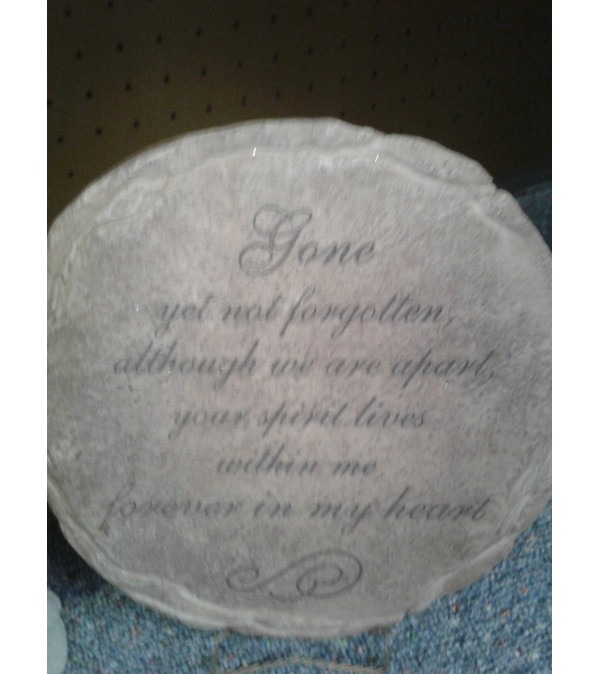 Gone
yet not forgotten,
although we are apart,
your spirit lives
within me
forever in my heart